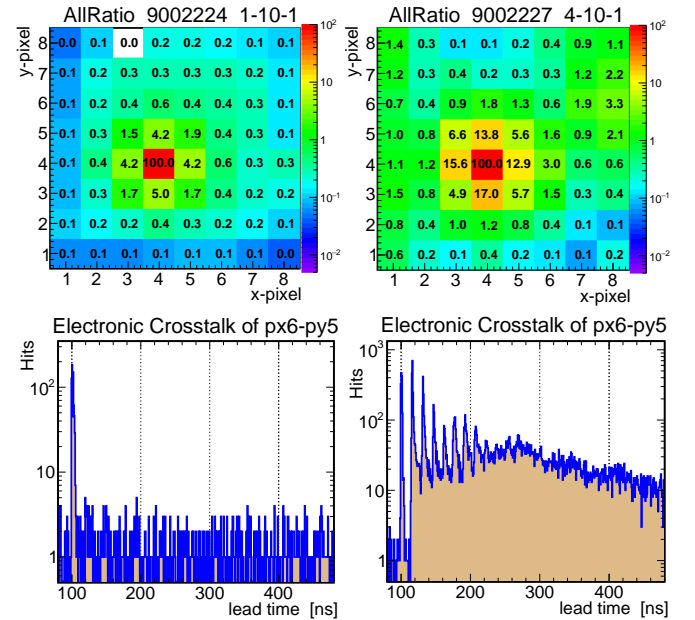 AllRatio 9002224 1-10-1
y-pixel
8 -0.0 0.1 0.0 0.1 0.2 0.2 0.1 0.1
7 0.1 0.2 0.3 0.3 0.3 0.2 0.2 0.1
6 0.1 0.2 0.4 0.6 0.4 0.4 0.2 0.1
5 0.1 0.3 1.5 4.2 1.9 0.4 0.2 0.1
4 0.1 0.4 4.2 100.0 4.2 0.6 0.3 0.3
3 0.1 0.3 1.7 5.0 1.7 0.4 0.2 0.1
2 0.1 0.2 0.2 0.4 0.3 0.2 0.2 0.1
1 0.1 0.1 0.1 0.1 0.2 0.1 0.1 0.0
1 2 3 4 5 6 7 8
x-pixel
10²
10
1
10⁻¹
10⁻²
AllRatio 9002227 4-10-1
y-pixel
8 1.4 0.3 0.1 0.1 0.2 0.4 0.9 1.1
7 1.2 0.3 0.4 0.2 0.3 0.3 1.2 2.2
6 0.7 0.4 0.9 1.8 1.3 0.6 1.9 3.3
5 1.0 0.8 6.6 13.8 5.6 1.6 0.9 2.1
4 1.1 1.2 15.6 100.0 12.9 3.0 0.6 0.6
3 1.5 0.8 4.9 17.0 5.7 1.5 0.3 0.4
2 0.8 0.4 1.0 1.2 0.8 0.4 0.1 0.1
1 0.6 0.2 0.1 0.2 0.4 0.2 0.1 0.1
1 2 3 4 5 6 7 8
x-pixel
10²
10
1
10⁻¹
10⁻²
Electronic Crosstalk of px6-py5
Hits
10²
10
1
100 200 300 400
lead time [ns]
Electronic Crosstalk of px6-py5
Hits
10³
10²
10
1
100 200 300 400
lead time [ns]